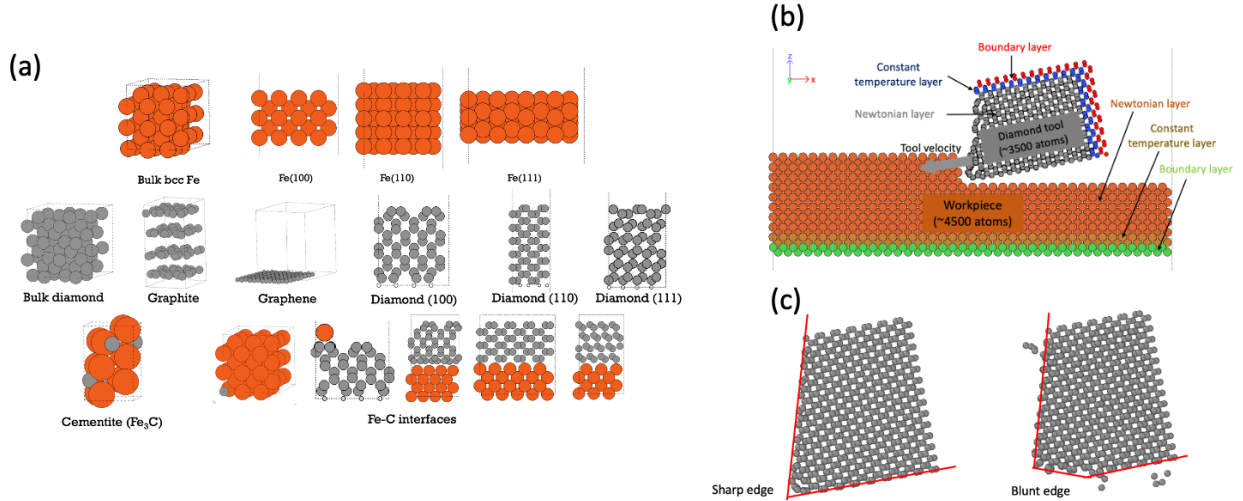 (a)
Bulk bcc Fe
Fe(100)
Fe(110)
Fe(111)
Bulk diamond
Graphite
Graphene
Diamond (100)
Diamond (110)
Diamond (111)
Cementite (Fe₃C)
Fe-C interfaces
(b)
z
y
x
Boundary layer
Constant
temperature layer
Newtonian layer
Diamond tool
(~3500 atoms)
Tool velocity
Newtonian layer
Constant
temperature layer
Boundary layer
Workpiece
(~4500 atoms)
(c)
Sharp edge
Blunt edge